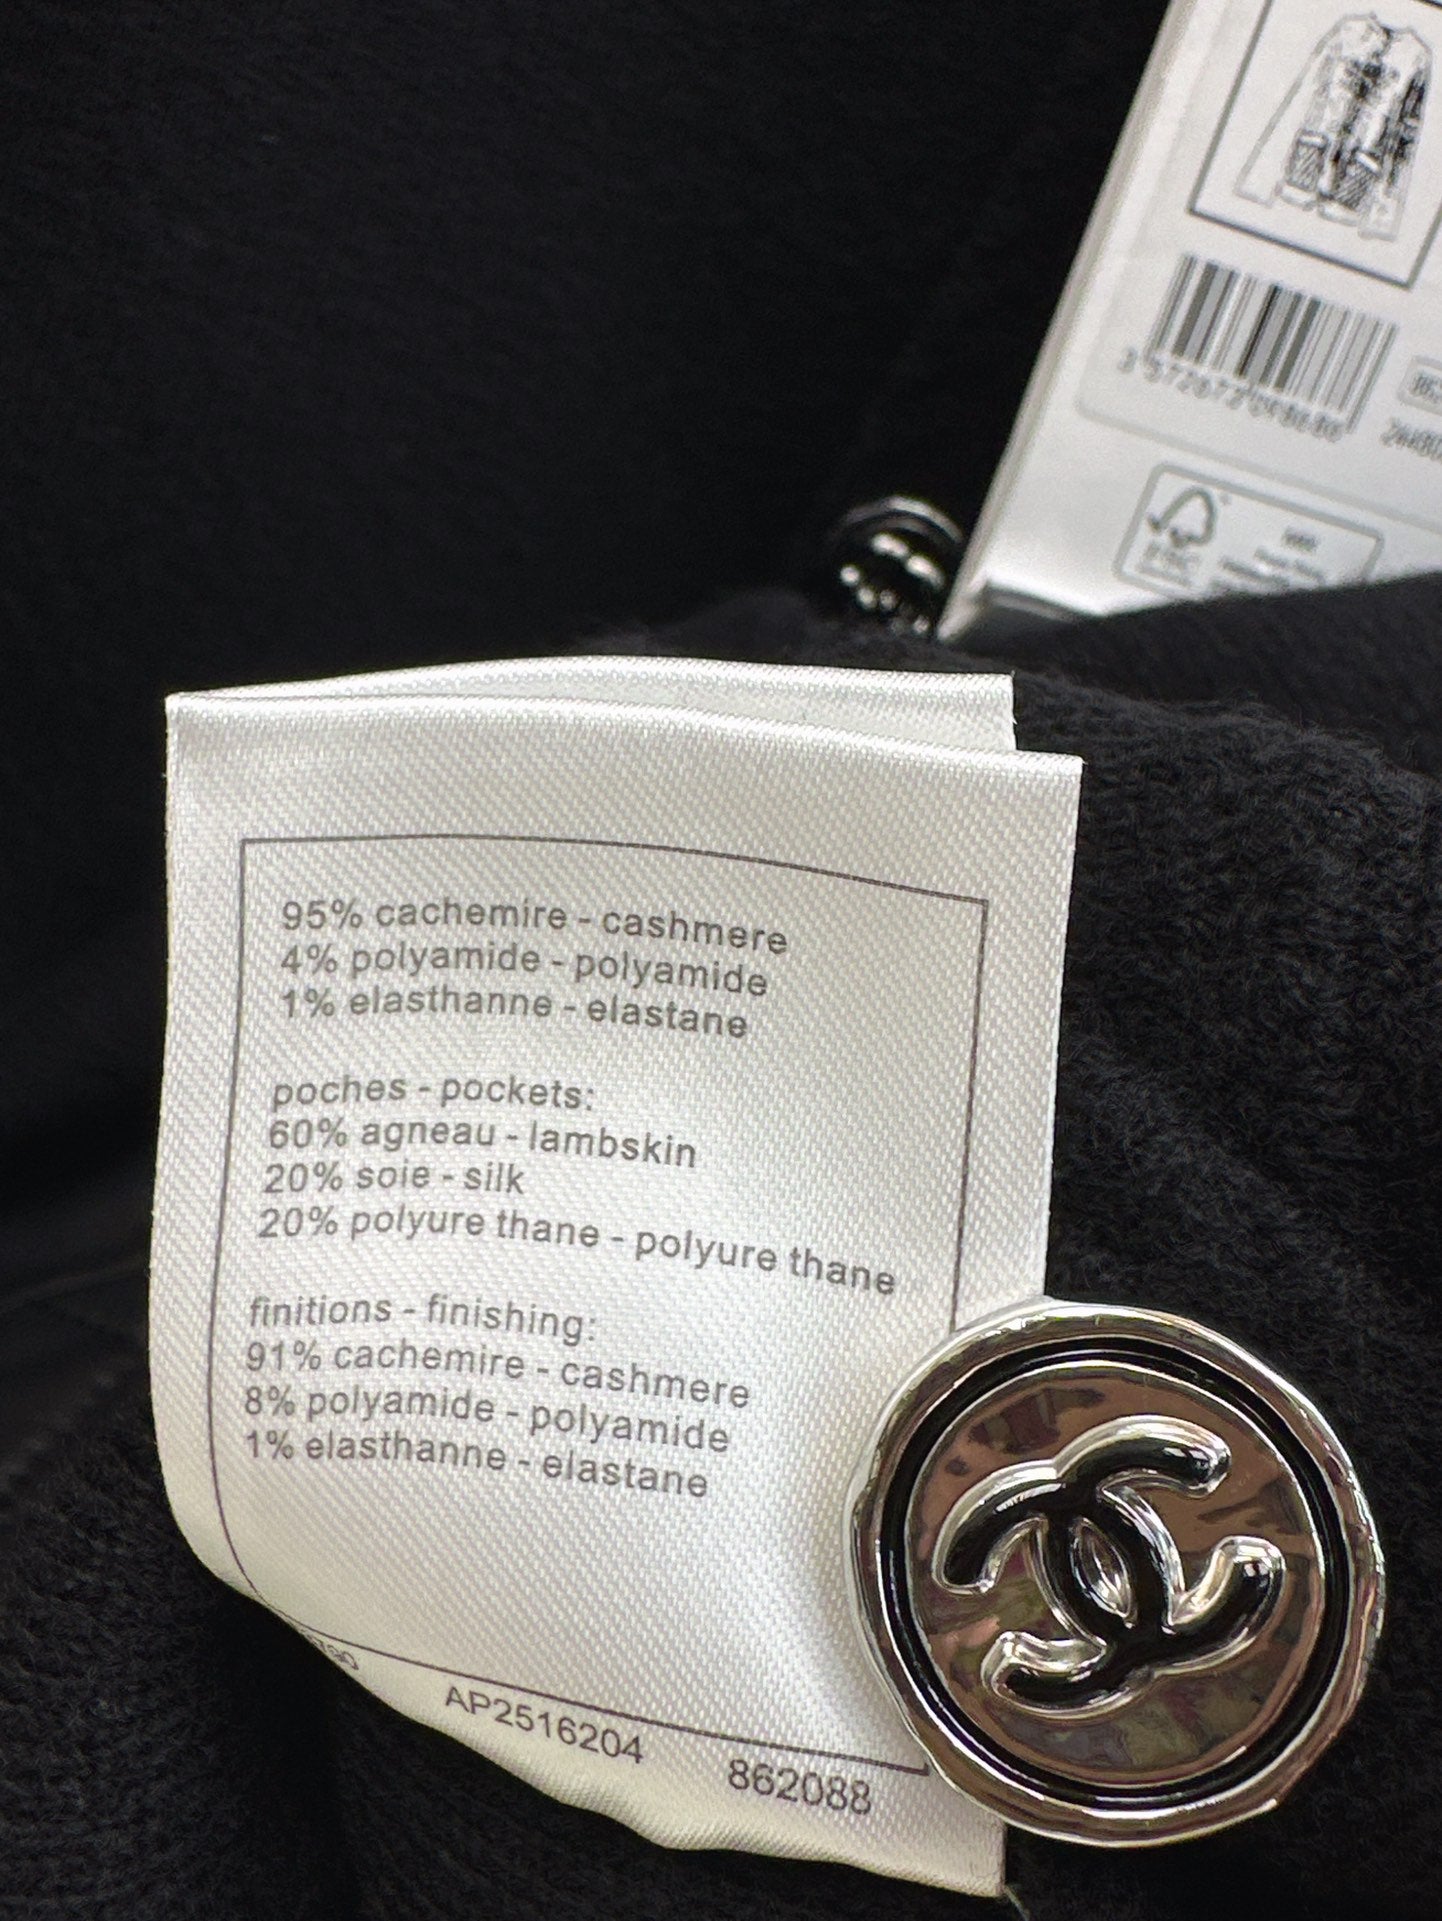 95% cachemire - cashmere
4% polyamide - polyamide
1% elasthanne - elastane
poches - pockets:
60% agneau - lambskin
20% soie - silk
20% polyure thane - polyure thane
finitions - finishing:
91% cachemire - cashmere
8% polyamide - polyamide
1% elasthanne - elastane
AP2516204
862088